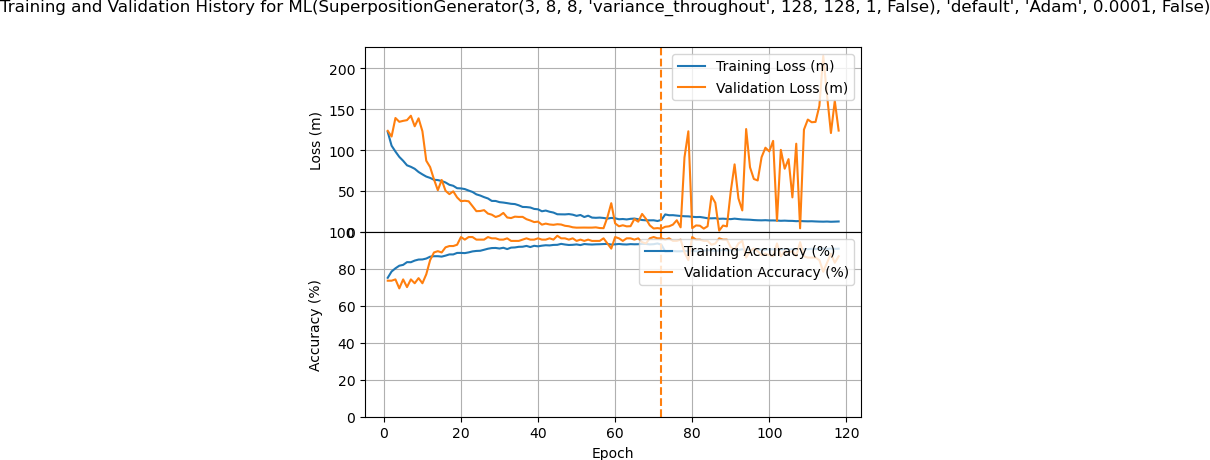 Training and Validation History for ML(SuperpositionGenerator(3, 8, 8, 'variance_throughout', 128, 128, 1, False), 'default', 'Adam', 0.0001, False)
Loss (m)
200
150
100
50
0
Training Loss (m)
Validation Loss (m)
Accuracy (%)
100
80
60
40
20
0
Training Accuracy (%)
Validation Accuracy (%)
0 20 40 60 80 100 120
Epoch